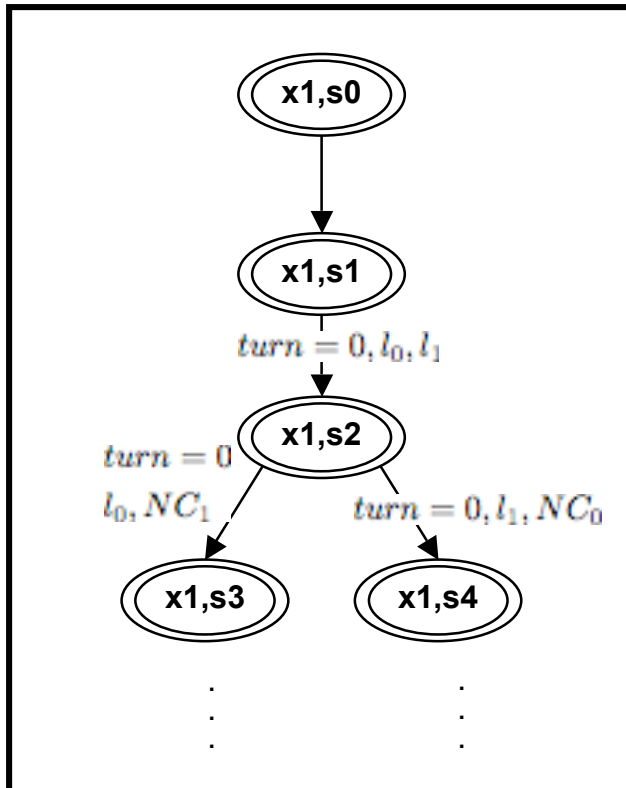 x1,s0
x1,s1
turn = 0, l₀, l₁
x1,s2
turn = 0
l₀, NC₁
turn = 0, l₁, NC₀
x1,s3
x1,s4
. .
. .
. .